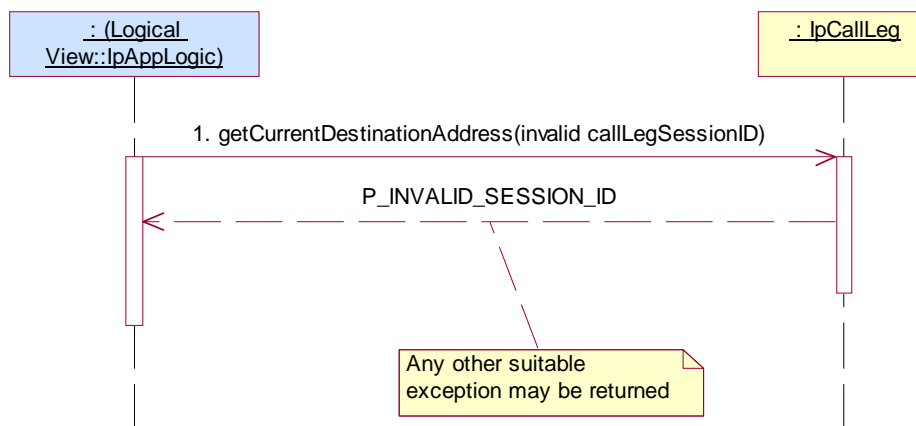 : (Logical
View::IpAppLogic)
: IpCallLeg
1. getCurrentDestinationAddress(invalid callLegSessionID)
P_INVALID_SESSION_ID
Any other suitable
exception may be returned